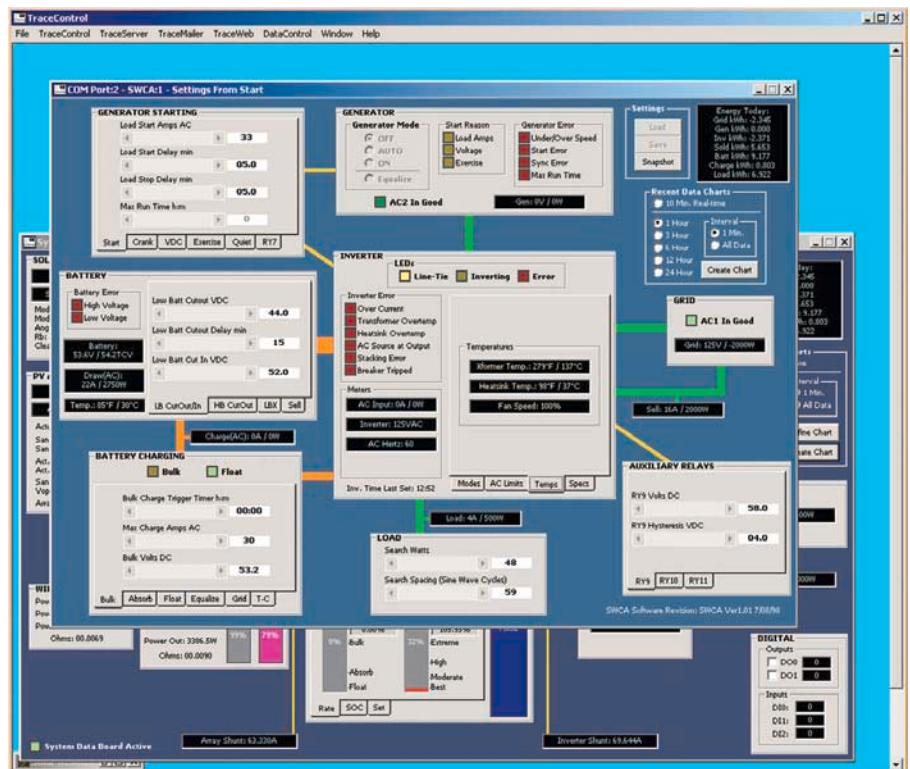 TraceControl
File TraceControl TraceServer TraceMailer TraceWeb DataControl Window Help
COM Port:2 - SWCA:1 - Settings From Start
GENERATOR STARTING
Load Start Amps AC
33
Load Start Delay min
05.0
Load Stop Delay min
05.0
Max Run Time h:m
0
Start Crank VDC Exercise Quiet RY7
GENERATOR
Generator Mode
OFF
AUTO
ON
Equalize
Start Reason
Load Amps
Voltage
Exercise
Generator Error
Under/Over Speed
Start Error
Sync Error
Max Run Time
AC2 In Good
Gen: 0V / 0W
Settings
Load
Save
Snapshot
Energy Today:
Grid kWh: -2.345
Gen kWh: 0.000
Inv kWh: -2.371
Sold kWh: 5.653
Batt kWh: 9.177
Charge kWh: 0.803
Load kWh: 6.922
Recent Data Charts
10 Min. Real-time
1 Hour
3 Hour
6 Hour
12 Hour
24 Hour
Interval
1 Min.
All Data
Create Chart
BATTERY
Battery Error
High Voltage
Low Voltage
Battery:
53.6V / 54.2TCV
Draw(AC):
22A / 2750W
Temp.: 85°F / 30°C
Low Batt Cutout VDC
44.0
Low Batt Cutout Delay min
15
Low Batt Cut In VDC
52.0
LB CutOut/In HB CutOut LBX Sell
INVERTER
LEDs
Line-Tie Inverting Error
Inverter Error
Over Current
Transformer Overtemp
Heatsink Overtemp
AC Source at Output
Stacking Error
Breaker Tripped
Meters
AC Input: 0A / 0W
Inverter: 125VAC
AC Hertz: 60
Inv. Time Last Set: 12:52
Temperatures
Xformer Temp.: 279°F / 137°C
Heatsink Temp.: 98°F / 37°C
Fan Speed: 100%
Modes AC Limits Temps Specs
GRID
AC1 In Good
Grid: 125V / -2000W
Sell: 16A / 2000W
Charge(AC): 0A / 0W
BATTERY CHARGING
Bulk Float
Bulk Charge Trigger Timer h:m
00:00
Max Charge Amps AC
30
Bulk Volts DC
53.2
Bulk Absorb Float Equalize Grid T-C
Load: 4A / 500W
LOAD
Search Watts
48
Search Spacing (Sine Wave Cycles)
59
AUXILIARY RELAYS
RY9 Volts DC
58.0
RY9 Hysteresis VDC
04.0
RY9 RY10 RY11
SWCA Software Revision: SWCA Ver1.01 7/08/98
Ohms: 00.0069
Power Out: 3386.5W
Ohms: 00.0090
99% 79%
0% Bulk
Absorb
Float
32% Extreme
High
Moderate
Best
Rate SOC Set
DIGITAL
Outputs
DO0 0
DO1 0
Inputs
DI0: 0
DI1: 0
DI2: 0
System Data Board Active
Array Shunt: 63.330A
Inverter Shunt: 69.644A